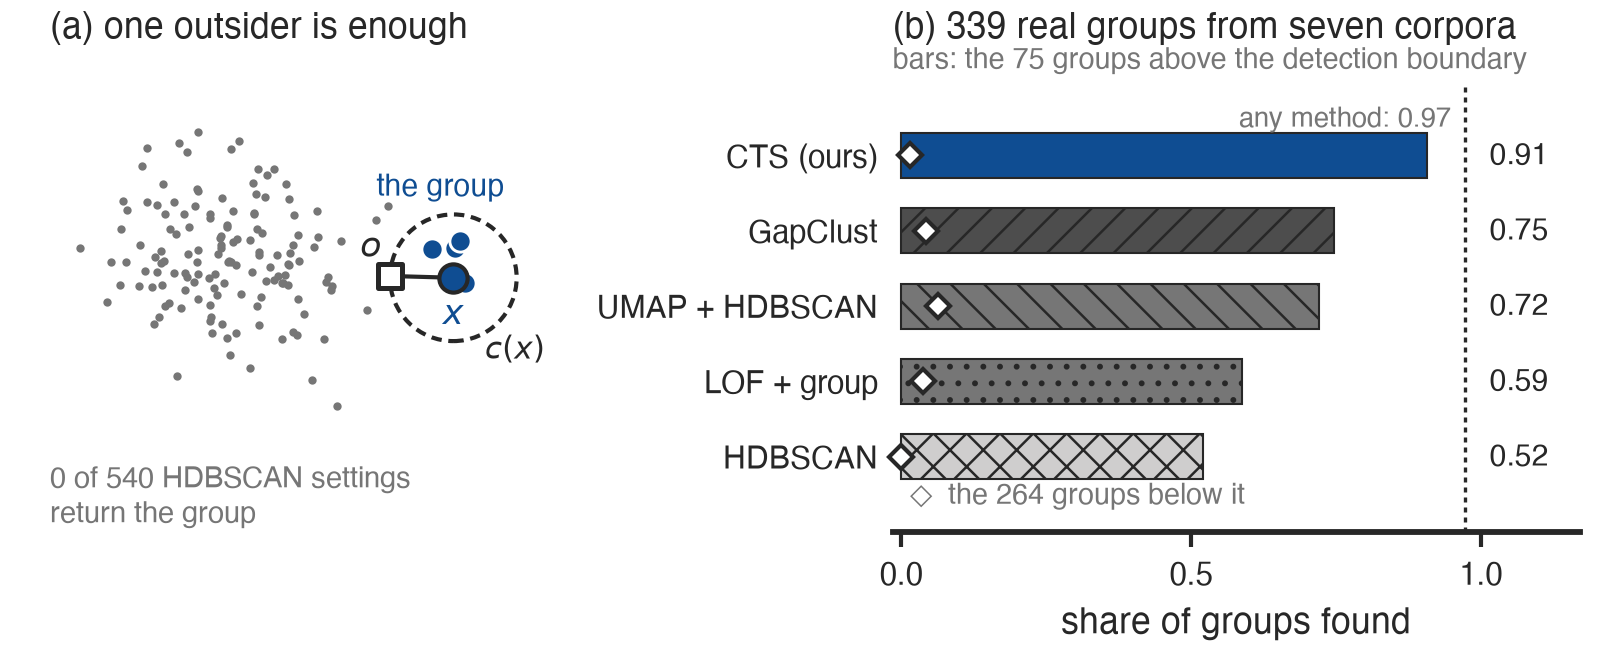 (a) one outsider is enough
the group
o
x
c(x)
0 of 540 HDBSCAN settings
return the group
(b) 339 real groups from seven corpora
bars: the 75 groups above the detection boundary
any method: 0.97
CTS (ours) 0.91
GapClust 0.75
UMAP + HDBSCAN 0.72
LOF + group 0.59
HDBSCAN 0.52
the 264 groups below it
0.0 0.5 1.0
share of groups found